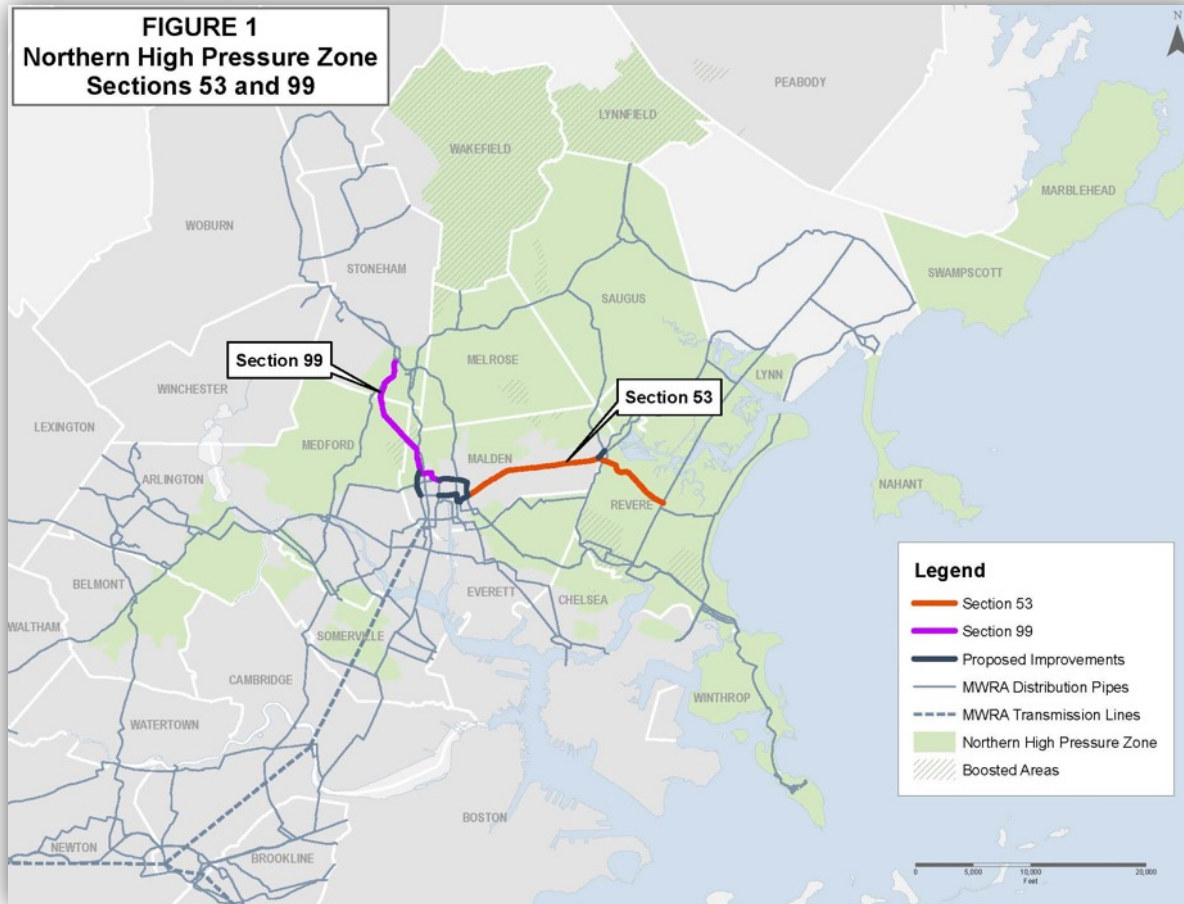 FIGURE 1
Northern High Pressure Zone
Sections 53 and 99
N
PEABODY
LYNNFIELD
WAKEFIELD
MARBLEHEAD
WOBURN
STONEHAM
SWAMPSCOTT
SAUGUS
Section 99
MELROSE
LYNN
WINCHESTER
Section 53
LEXINGTON
MEDFORD
MALDEN
ARLINGTON
NAHANT
REVERE
BELMONT
EVERETT
CHELSEA
WALTHAM
SOMERVILLE
CAMBRIDGE
WINTHROP
WATERTOWN
BOSTON
NEWTON
BROOKLINE
Legend
Section 53
Section 99
Proposed Improvements
MWRA Distribution Pipes
MWRA Transmission Lines
Northern High Pressure Zone
Boosted Areas
0 5,000 10,000 20,000
Feet